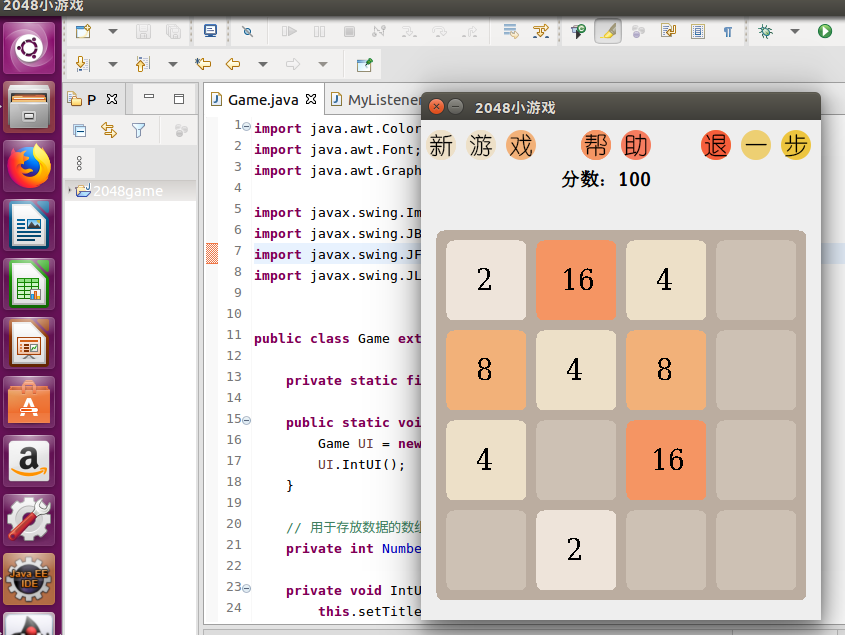 2048小游戏
P
Game.java
MyListener
2048game
1 import java.awt.Color
2 import java.awt.Font;
3 import java.awt.Graph
4
5 import javax.swing.Im
6 import javax.swing.JB
7 import javax.swing.JF
8 import javax.swing.JL
9
10
11 public class Game ext
12
13 private static fi
14
15 public static voi
16 Game UI = new
17 UI.IntUI();
18 }
19
20 // 用于存放数据的数组
21 private int Numbe
22
23 private void IntU
24 this.setTitle
2048小游戏
新游戏 帮助 退一步
分数：100
2 16 4
8 4 8
4 16
2
a
Java EE
IDE